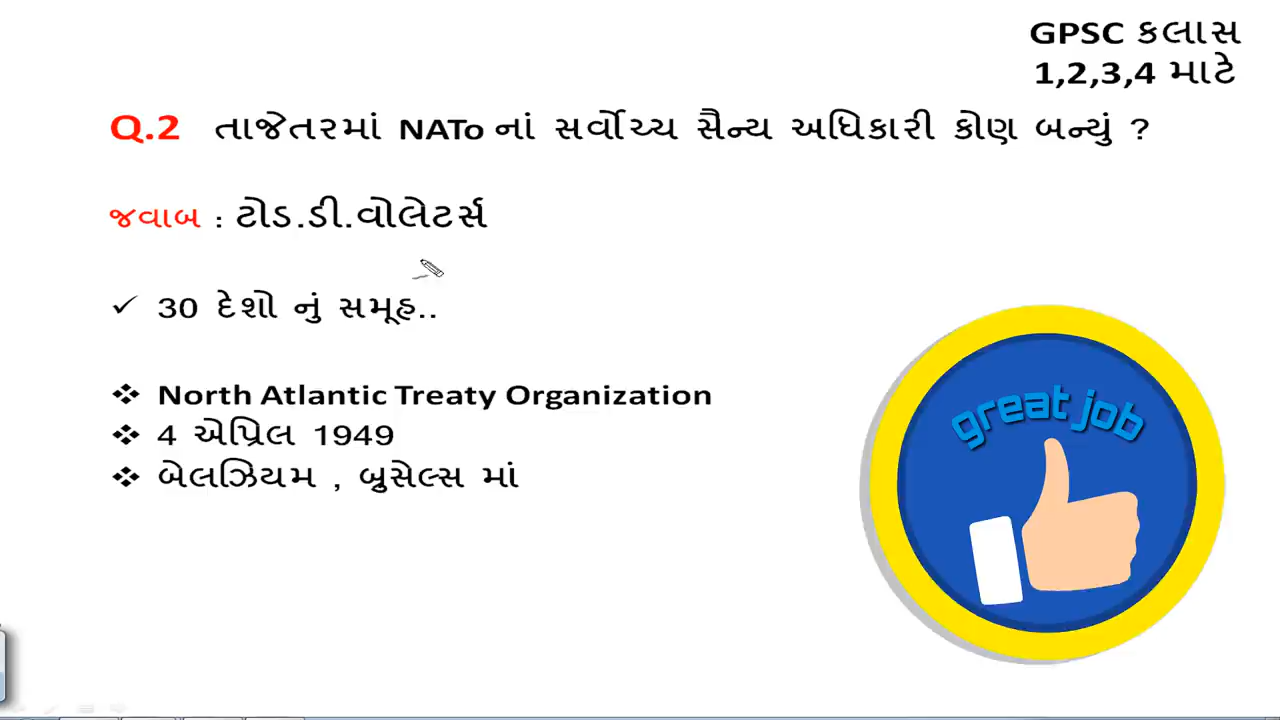 GPSC કલાસ
1,2,3,4 માટે
Q.2 તાજેતરમાં NATo નાં સર્વોચ્ચ સૈન્ય અધિકારી કોણ બન્યું ?
જવાબ : ટોડ.ડી.વોલેટર્સ
✓ 30 દેશો નું સમૂહ..
❖ North Atlantic Treaty Organization
❖ 4 એપ્રિલ 1949
❖ બેલઝિયમ , બ્રુસેલ્સ માં
great job